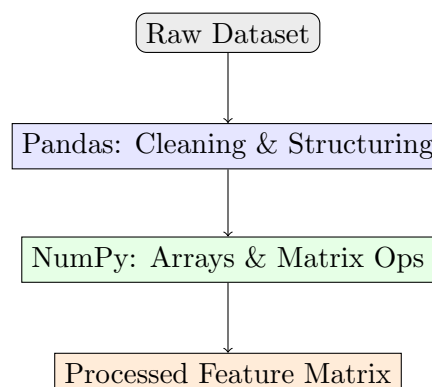 Raw Dataset
Pandas: Cleaning & Structuring
NumPy: Arrays & Matrix Ops
Processed Feature Matrix